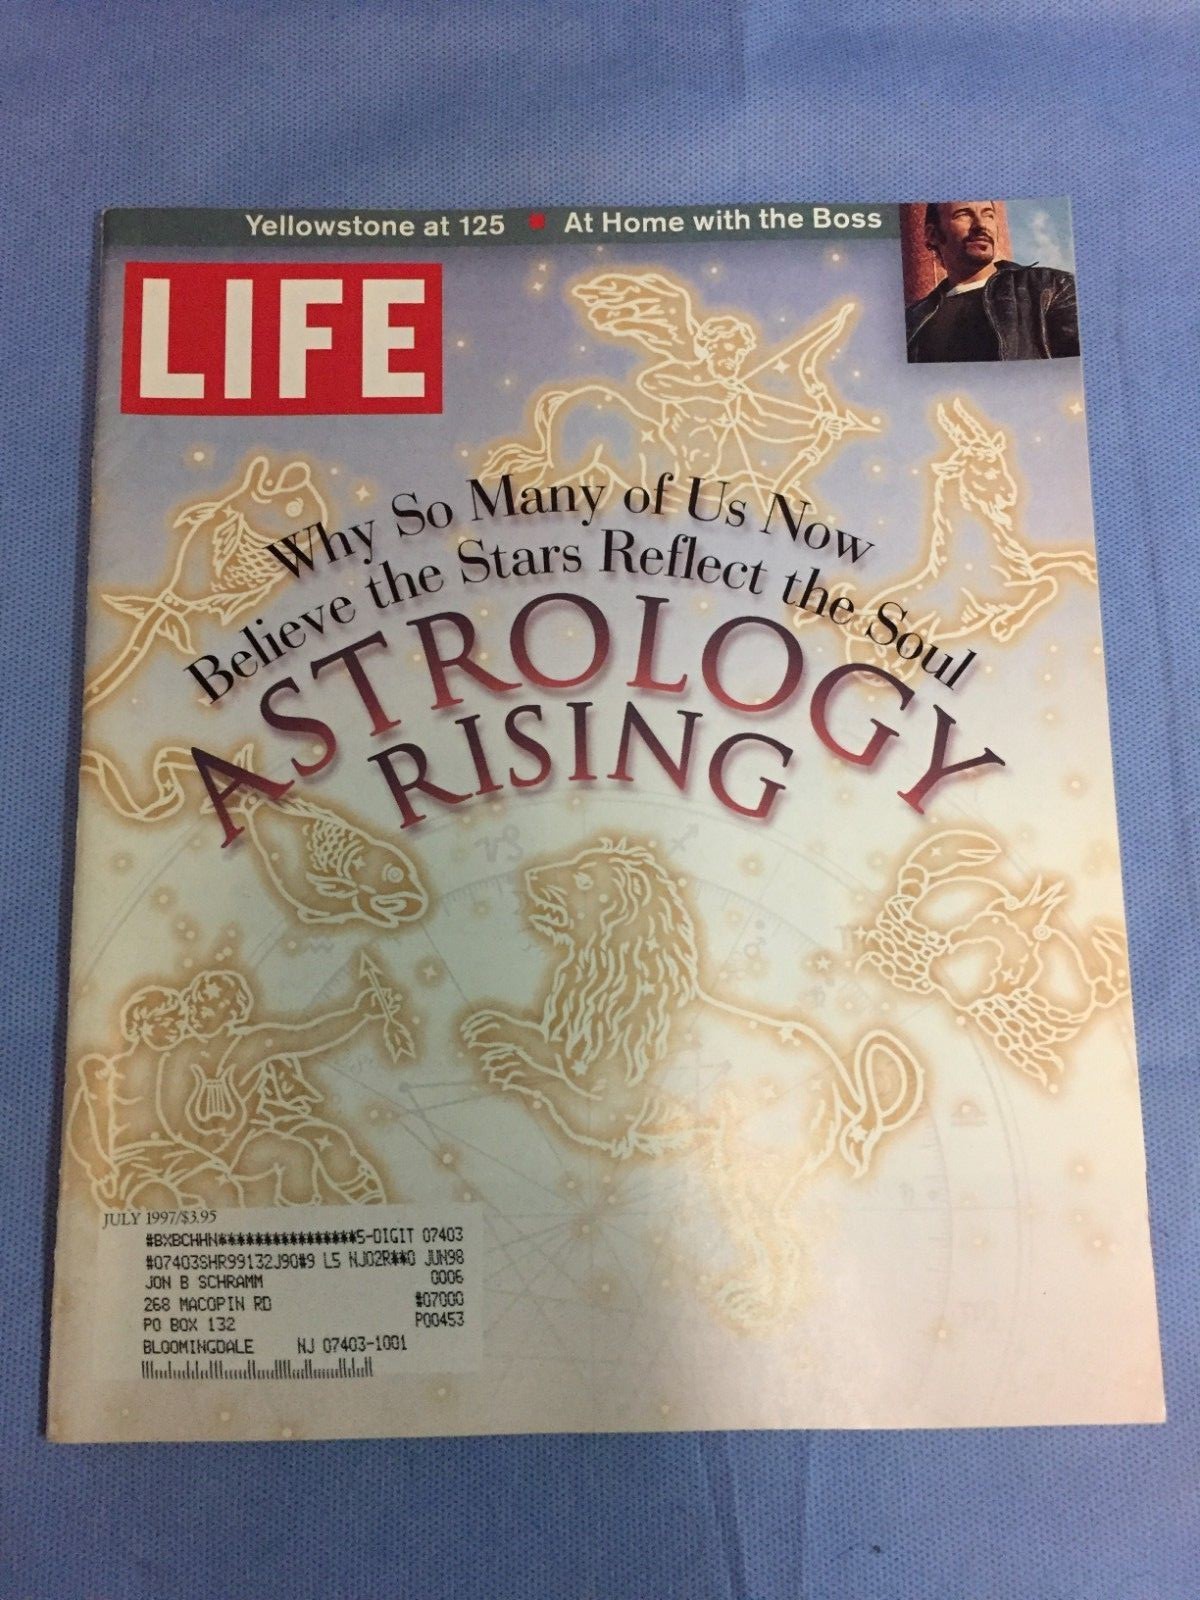 Yellowstone at 125 • At Home with the Boss
LIFE
Why So Many of Us Now
Believe the Stars Reflect the Soul
ASTROLOGY
RISING
JULY 1997/$3.95
#BXBCHHN****************5-DIGIT 07403
#07403SHR99132J90#9 L5 NJ02R**0 JUN98
JON B SCHRAMM 0006
268 MACOPIN RD #07000
PO BOX 132 P00453
BLOOMINGDALE NJ 07403-1001